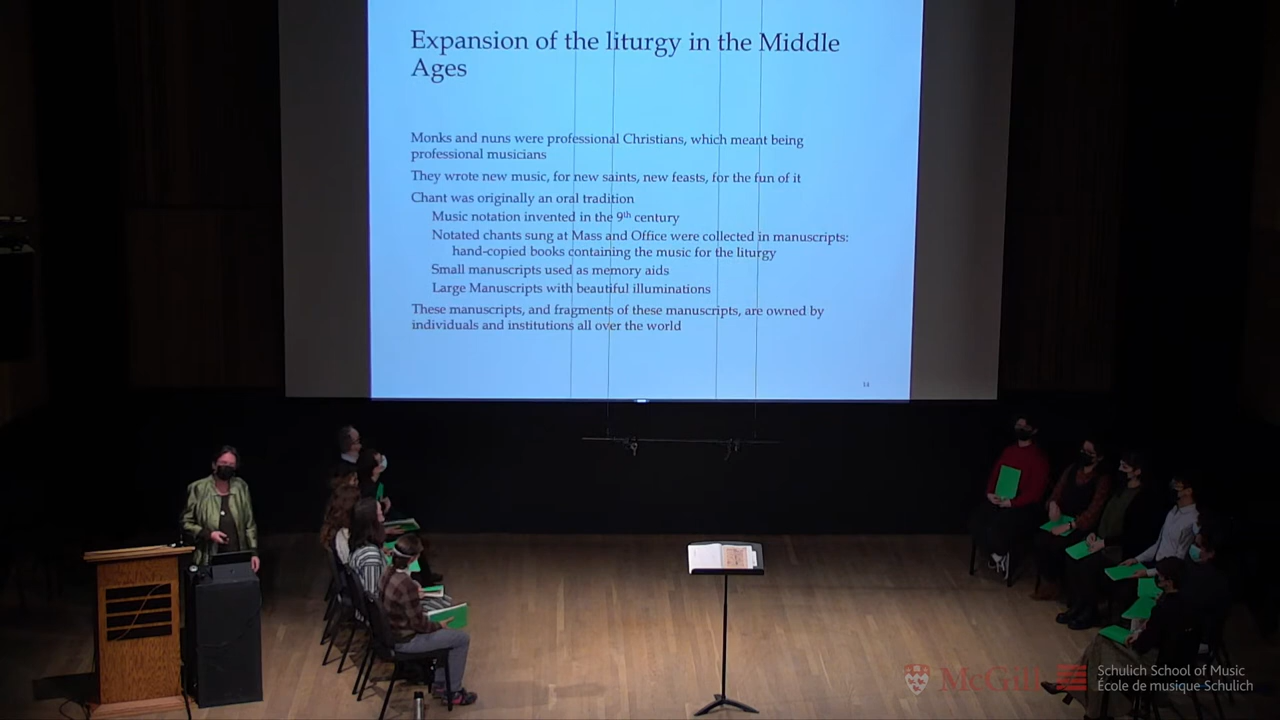 Expansion of the liturgy in the Middle
Ages
Monks and nuns were professional Christians, which meant being
professional musicians
They wrote new music, for new saints, new feasts, for the fun of it
Chant was originally an oral tradition
Music notation invented in the 9th century
Notated chants sung at Mass and Office were collected in manuscripts:
hand-copied books containing the music for the liturgy
Small manuscripts used as memory aids
Large Manuscripts with beautiful illuminations
These manuscripts, and fragments of these manuscripts, are owned by
individuals and institutions all over the world
14
McGill
Schulich School of Music
École de musique Schulich